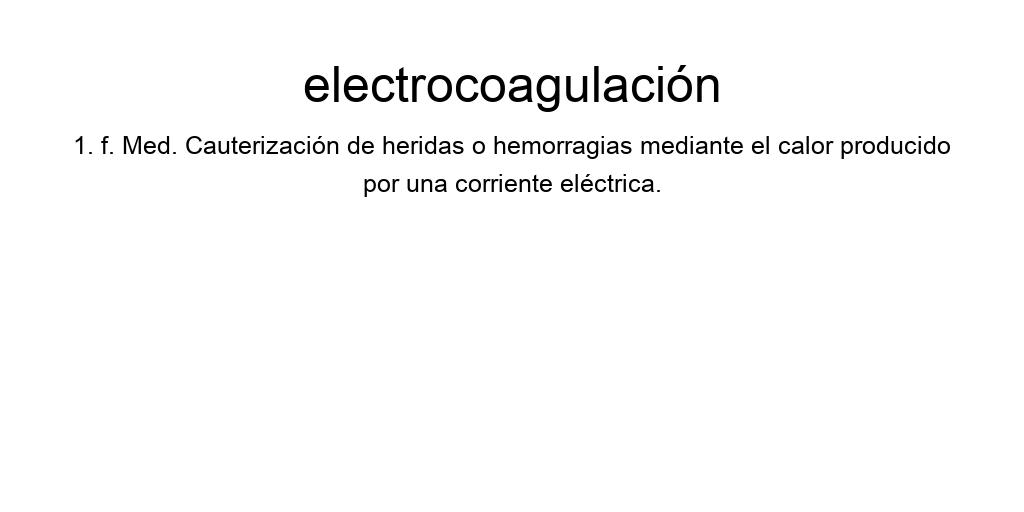 electrocoagulación
1. f. Med. Cauterización de heridas o hemorragias mediante el calor producido
por una corriente eléctrica.